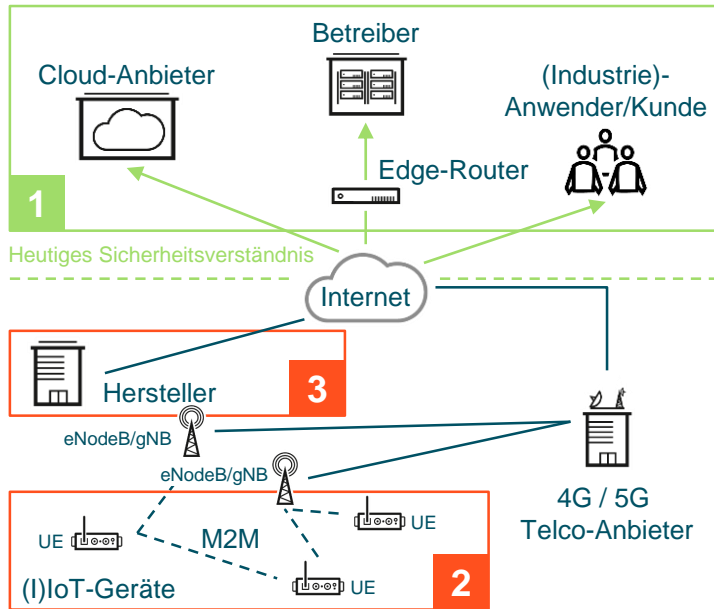 Betreiber
Cloud-Anbieter
(Industrie)-
Anwender/Kunde
Edge-Router
1
Heutiges Sicherheitsverständnis
Internet
Hersteller
3
eNodeB/gNB
eNodeB/gNB
4G / 5G
Telco-Anbieter
UE
M2M
UE
UE
(I)IoT-Geräte
2